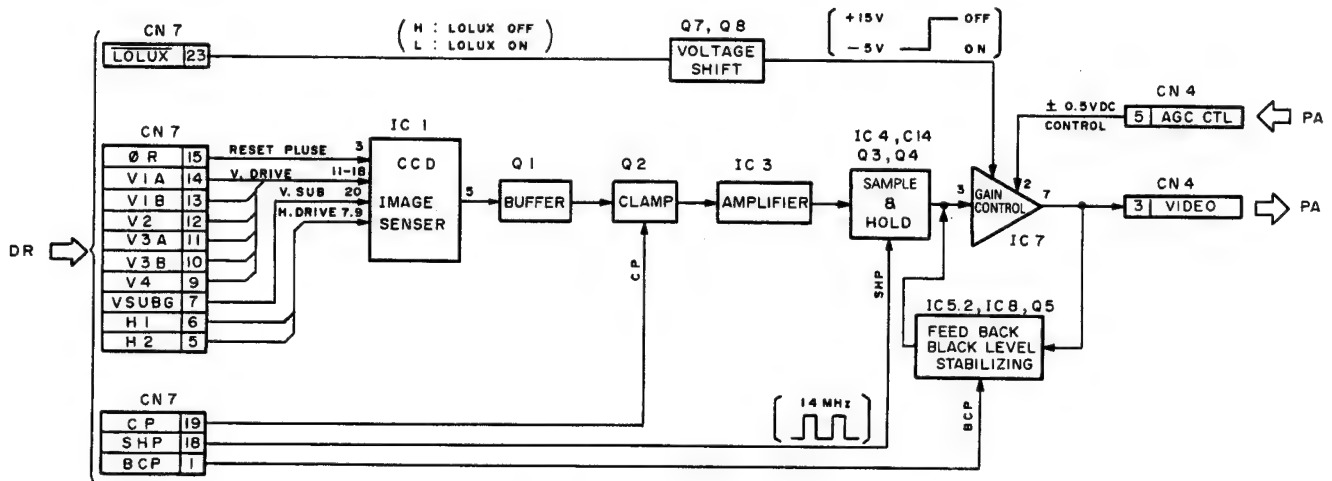 CN 7
LOLUX 23
H : LOLUX OFF
L : LOLUX ON
Q7, Q8
VOLTAGE
SHIFT
+15V OFF
−5V ON
CN 4
± 0.5VDC
CONTROL
5 AGC CTL
PA
CN 7
ØR 15
V1A 14
V1B 13
V2 12
V3A 11
V3B 10
V4 9
VSUBG 7
H1 6
H2 5
DR
RESET PLUSE 3
V, DRIVE 11-18
V. SUB 20
H. DRIVE 7.9
IC 1
CCD
IMAGE
SENSER
5
Q1
BUFFER
Q2
CLAMP
CP
IC 3
AMPLIFIER
IC 4, C14
Q3, Q4
SAMPLE
&
HOLD
SHP
3
2
GAIN
CONTROL
7
IC 7
CN 4
3 VIDEO
PA
IC5.2, IC8, Q5
FEED BACK
BLACK LEVEL
STABILIZING
BCP
14 MHz
CN 7
CP 19
SHP 18
BCP 1